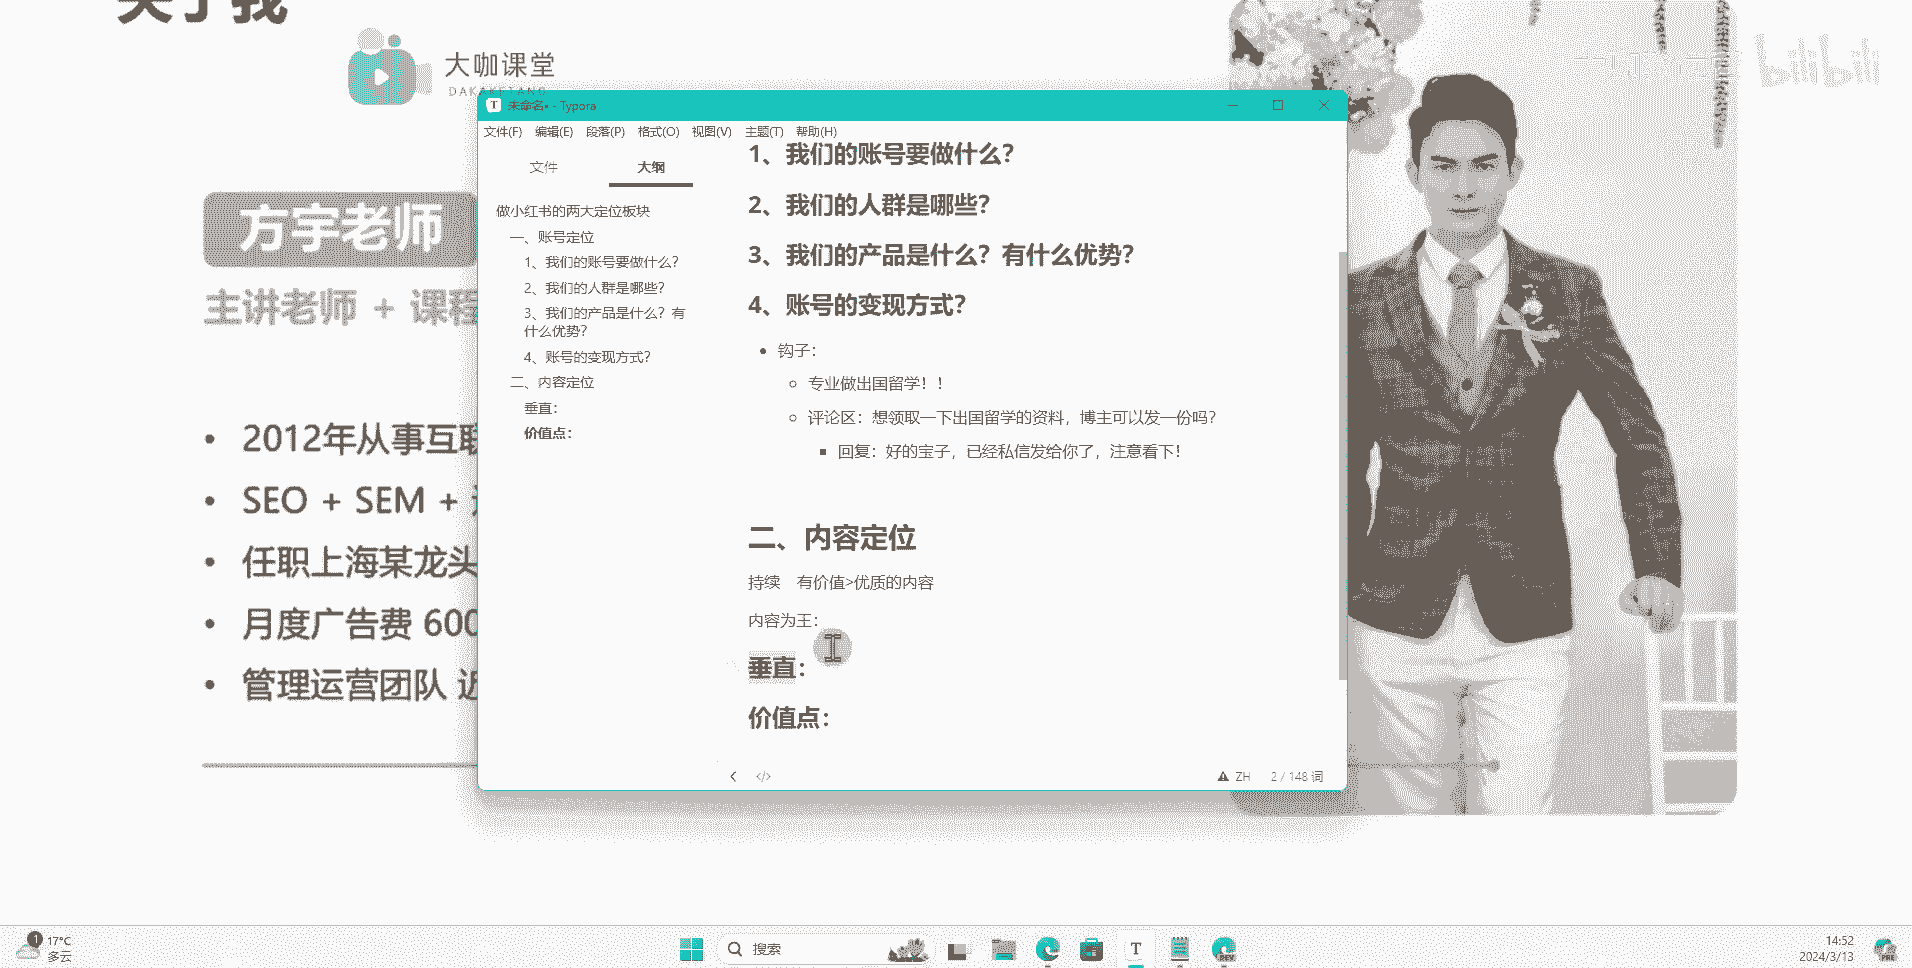 关于我
大咖课堂
DAKAKETANG
bilibili
方宇老师
主讲老师 + 课程
2012年从事互联
SEO + SEM +
任职上海某龙头
月度广告费 600
管理运营团队 近
未命名• - Typora
文件(F) 编辑(E) 段落(P) 格式(O) 视图(V) 主题(T) 帮助(H)
文件 大纲
做小红书的两大定位板块
一、账号定位
1、我们的账号要做什么？
2、我们的人群是哪些？
3、我们的产品是什么？有
什么优势？
4、账号的变现方式？
二、内容定位
垂直：
价值点：
1、我们的账号要做什么？
2、我们的人群是哪些？
3、我们的产品是什么？有什么优势？
4、账号的变现方式？
钩子：
专业做出国留学！！
评论区：想领取一下出国留学的资料，博主可以发一份吗？
回复：好的宝子，已经私信发给你了，注意看下！
二、内容定位
持续 有价值>优质的内容
内容为王：
垂直：
价值点：
</> ZH 2 / 148 词
1
17°C
多云
搜索
T
DEV
14:52
2024/3/13
PRE